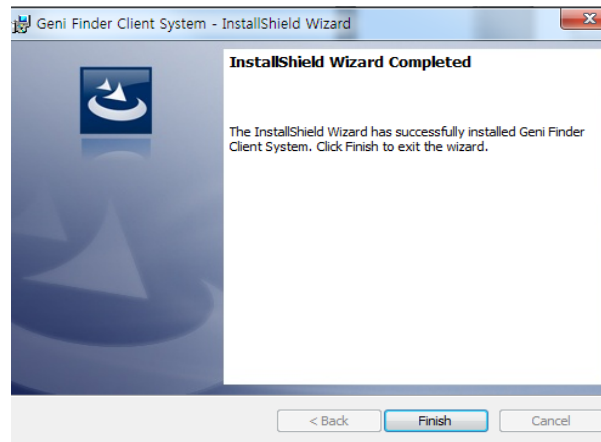 Geni Finder Client System - InstallShield Wizard
InstallShield Wizard Completed
The InstallShield Wizard has successfully installed Geni Finder
Client System. Click Finish to exit the wizard.
< Back
Finish
Cancel